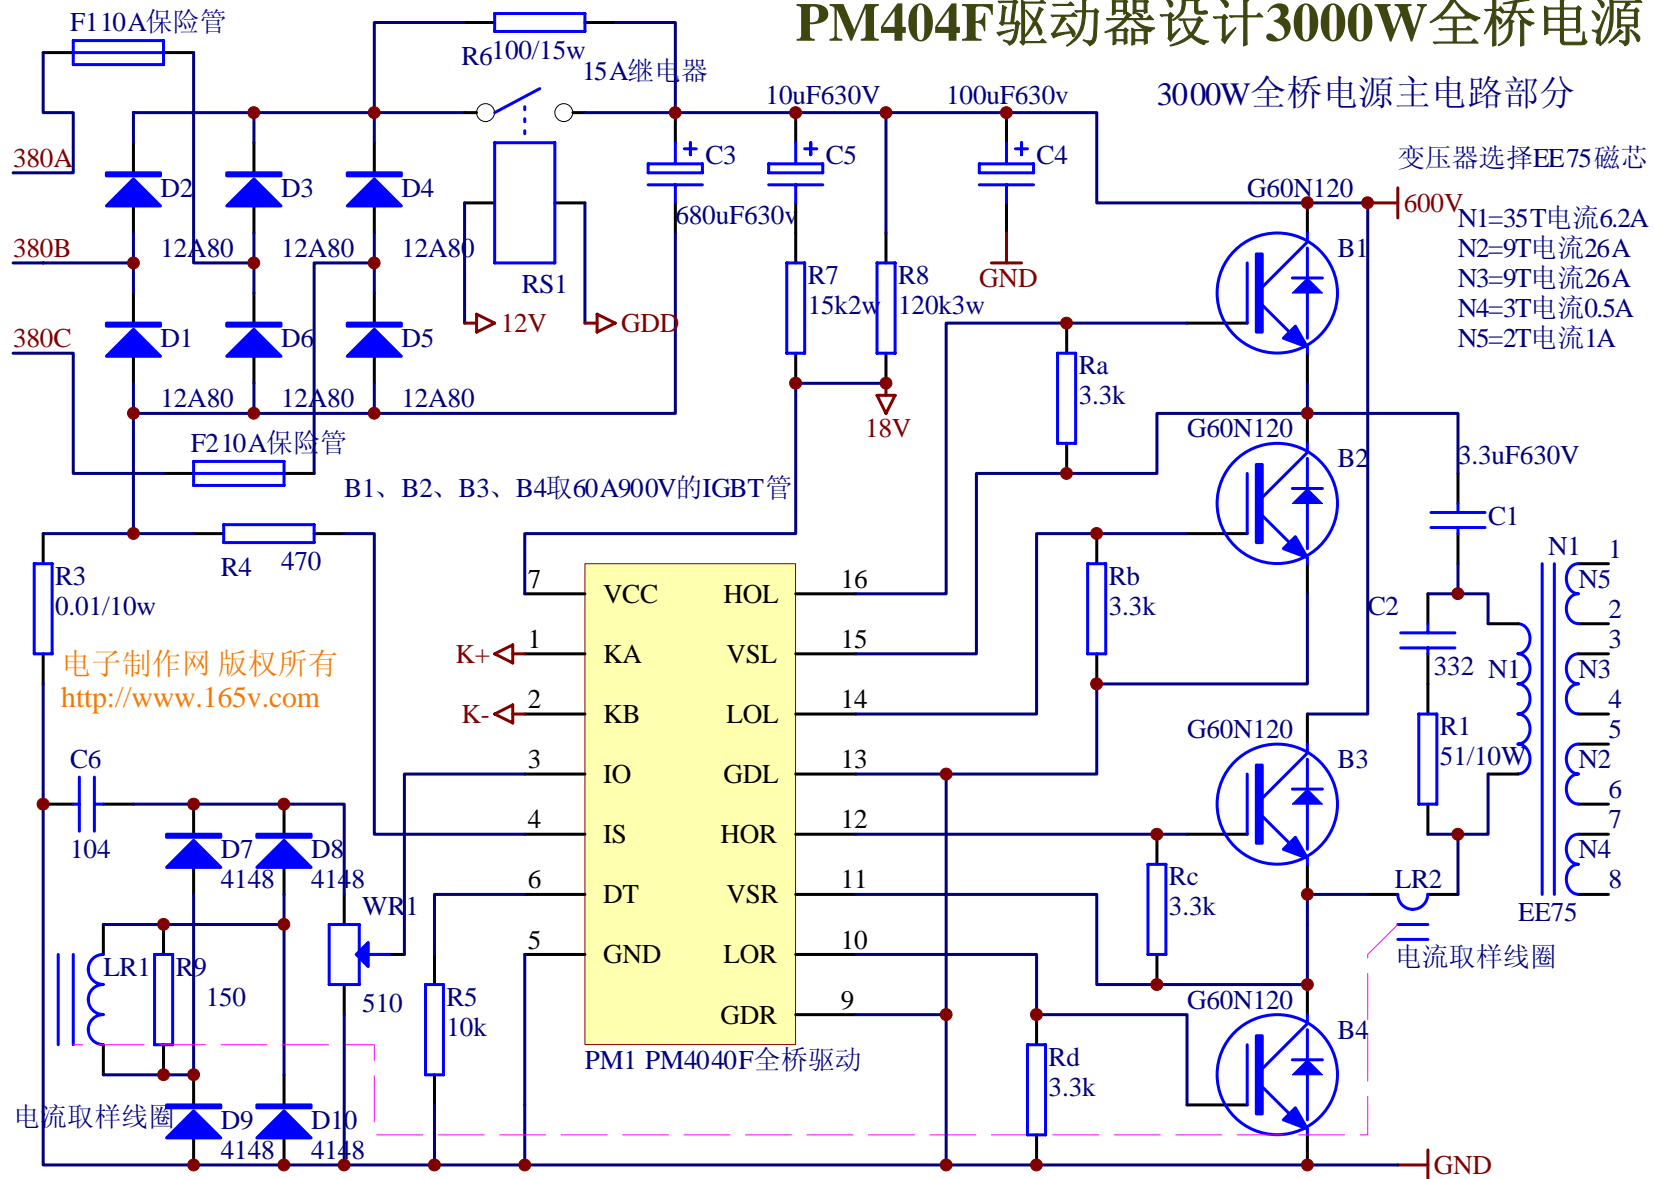 PM404F驱动器设计3000W全桥电源
F110A保险管
R6
100/15w
15A继电器
3000W全桥电源主电路部分
10uF630V
100uF630v
变压器选择EE75磁芯
380A
D2
D3
D4
C3
C5
C4
G60N120
600V
N1=35T电流6.2A
N2=9T电流26A
N3=9T电流26A
N4=3T电流0.5A
N5=2T电流1A
680uF630v
380B
12A80
12A80
12A80
B1
RS1
R7
15k2w
R8
120k3w
GND
12V
GDD
380C
D1
D6
D5
Ra
3.3k
12A80
12A80
12A80
18V
F210A保险管
G60N120
B2
3.3uF630V
B1、B2、B3、B4取60A900V的IGBT管
C1
R4
470
R3
0.01/10w
N1
1
N5
2
7
VCC
HOL
16
Rb
3.3k
C2
332
N1
3
N3
4
电子制作网 版权所有
http://www.165v.com
K+
1
KA
VSL
15
K-
2
KB
LOL
14
G60N120
B3
R1
51/10W
5
N2
6
C6
104
3
IO
GDL
13
4
IS
HOR
12
7
N4
8
D7
4148
D8
4148
6
DT
VSR
11
Rc
3.3k
LR2
EE75
WR1
510
5
GND
LOR
10
电流取样线圈
LR1
R9
150
R5
10k
GDR
9
G60N120
B4
PM1 PM4040F全桥驱动
Rd
3.3k
电流取样线圈
D9
4148
D10
4148
GND